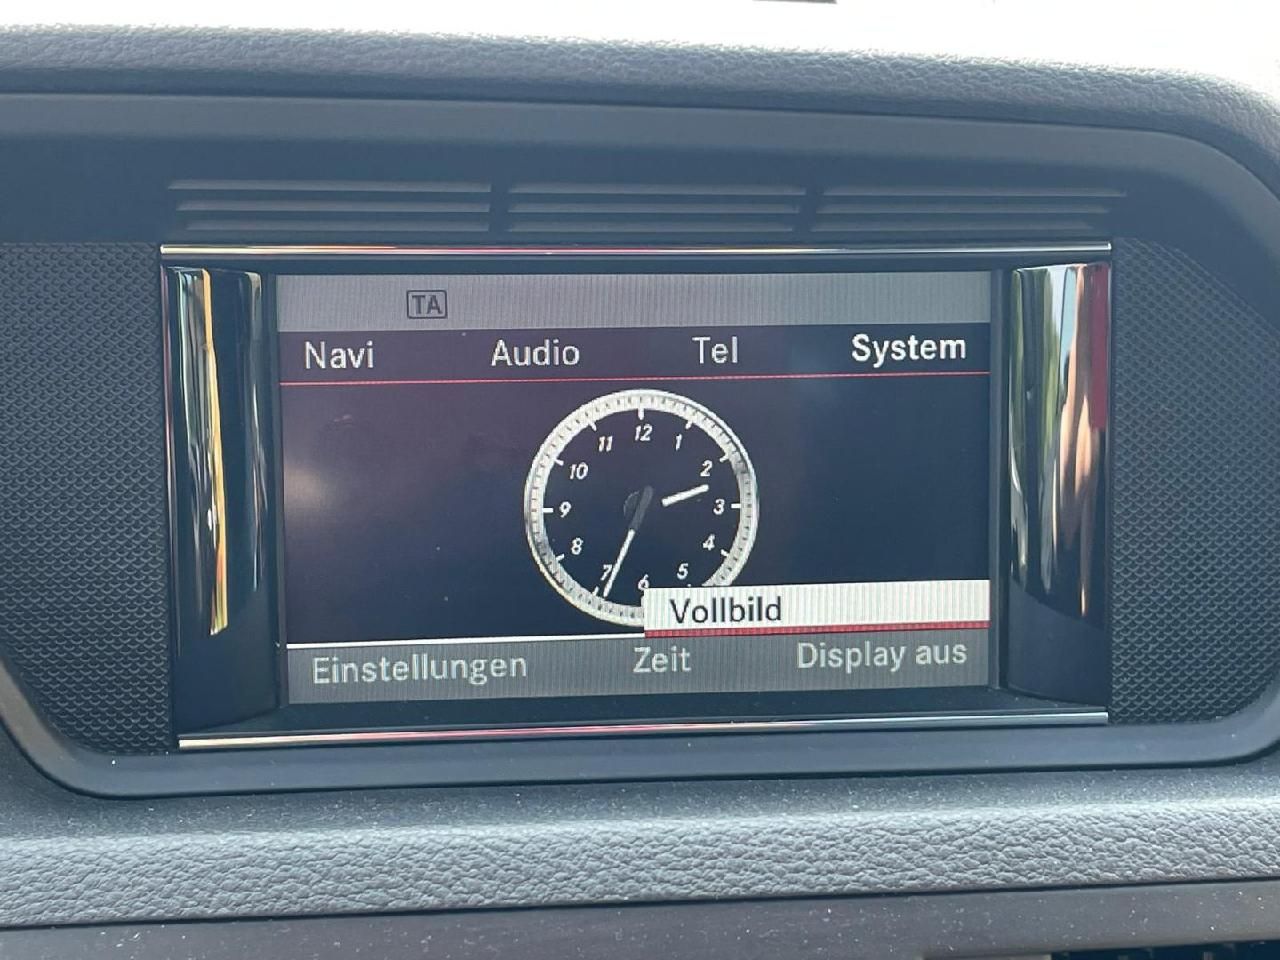 TA
Navi Audio Tel System
12
11 1
10 2
9 3
8 4
7 6 5
Vollbild
Einstellungen Zeit Display aus